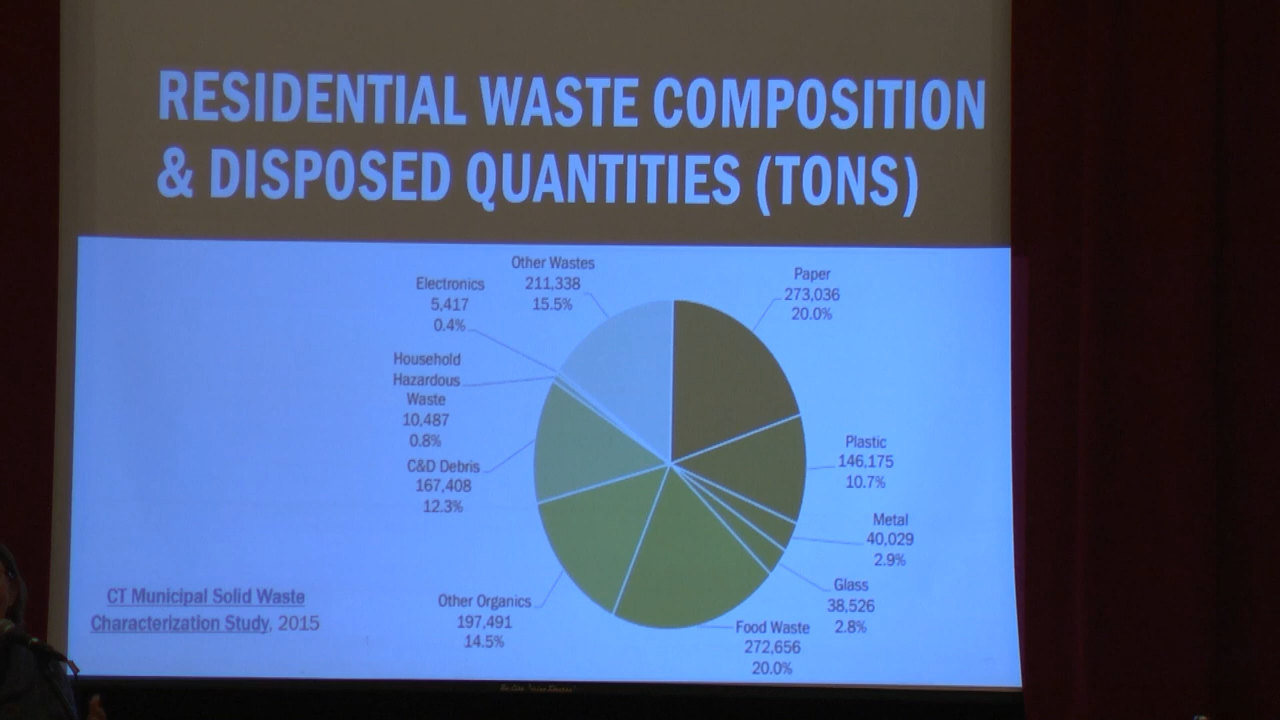 RESIDENTIAL WASTE COMPOSITION
& DISPOSED QUANTITIES (TONS)
Other Wastes
211,338
15.5%
Paper
273,036
20.0%
Electronics
5,417
0.4%
Household
Hazardous
Waste
10,487
0.8%
Plastic
146,175
10.7%
C&D Debris
167,408
12.3%
Metal
40,029
2.9%
Glass
38,526
2.8%
Other Organics
197,491
14.5%
Food Waste
272,656
20.0%
CT Municipal Solid Waste
Characterization Study, 2015